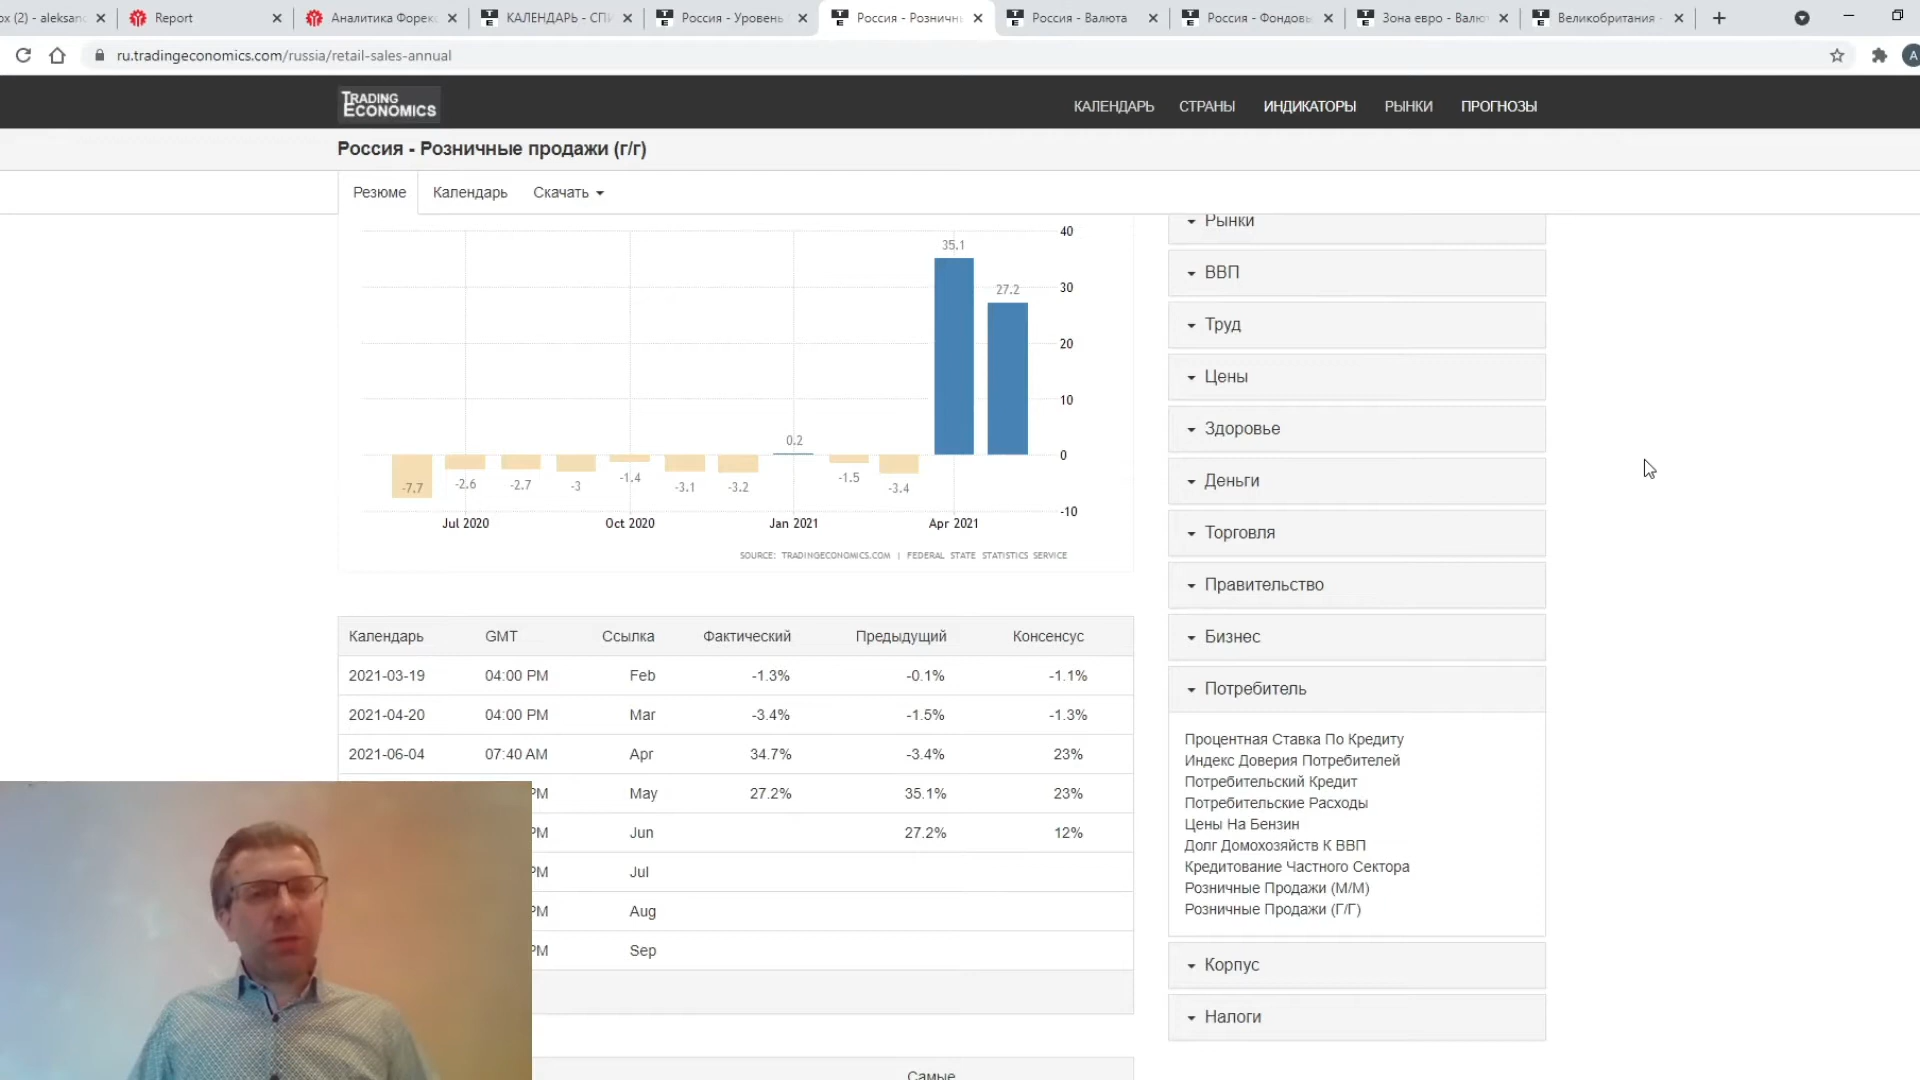 ox (2) - aleksand
Report
Аналитика Форекс
КАЛЕНДАРЬ - СПИ
Россия - Уровень
Россия - Рознич
Россия - Валюта
Россия - Фондов
Зона евро - Валю
Великобритания -
ru.tradingeconomics.com/russia/retail-sales-annual
A
TRADING ECONOMICS
КАЛЕНДАРЬ СТРАНЫ ИНДИКАТОРЫ РЫНКИ ПРОГНОЗЫ
Россия - Розничные продажи (г/г)
Резюме Календарь Скачать
40
30
20
10
0
-10
-7.7
-2.6
-2.7
-3
-1.4
-3.1
-3.2
0.2
-1.5
-3.4
35.1
27.2
Jul 2020 Oct 2020 Jan 2021 Apr 2021
SOURCE: TRADINGECONOMICS.COM | FEDERAL STATE STATISTICS SERVICE
Календарь GMT Ссылка Фактический Предыдущий Консенсус
2021-03-19 04:00 PM Feb -1.3% -0.1% -1.1%
2021-04-20 04:00 PM Mar -3.4% -1.5% -1.3%
2021-06-04 07:40 AM Apr 34.7% -3.4% 23%
PM May 27.2% 35.1% 23%
PM Jun 27.2% 12%
PM Jul
PM Aug
PM Sep
Самые
Рынки
ВВП
Труд
Цены
Здоровье
Деньги
Торговля
Правительство
Бизнес
Потребитель
Процентная Ставка По Кредиту
Индекс Доверия Потребителей
Потребительский Кредит
Потребительские Расходы
Цены На Бензин
Долг Домохозяйств К ВВП
Кредитование Частного Сектора
Розничные Продажи (М/М)
Розничные Продажи (Г/Г)
Корпус
Налоги